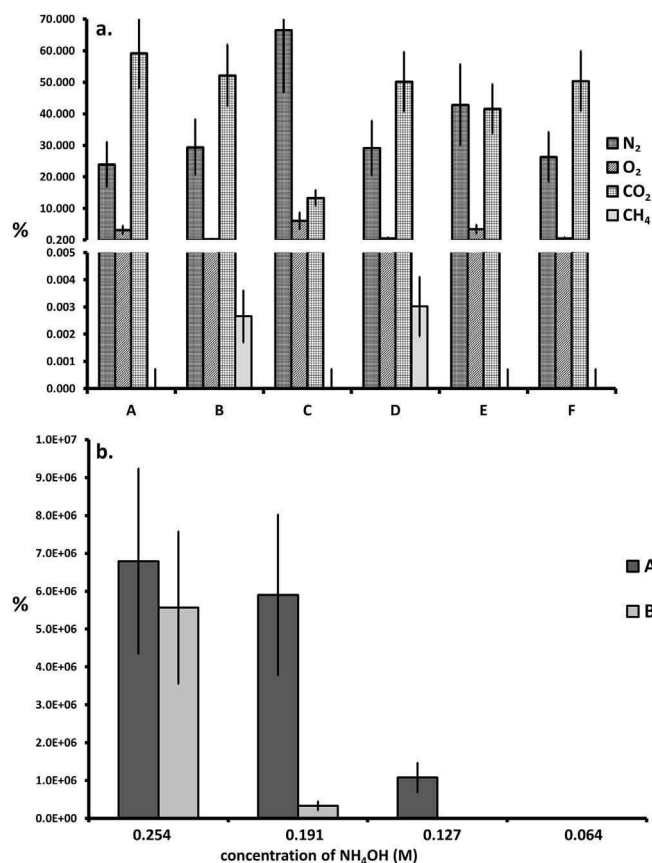 a.
70.000
60.000
50.000
40.000
30.000
20.000
10.000
0.200
%
0.005
0.004
0.003
0.002
0.001
0.000
A B C D E F
N₂
O₂
CO₂
CH₄
b.
1.0E+07
9.0E+06
8.0E+06
7.0E+06
6.0E+06
5.0E+06
4.0E+06
3.0E+06
2.0E+06
1.0E+06
0.0E+00
%
A
B
0.254 0.191 0.127 0.064
concentration of NH₄OH (M)